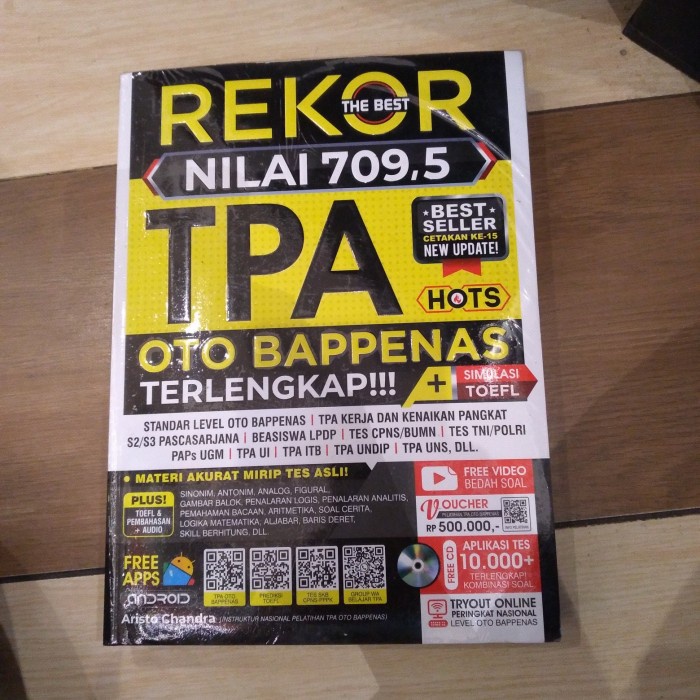 REKOR
THE BEST
NILAI 709,5
TPA
★BEST★
SELLER
CETAKAN KE-15
NEW UPDATE!
HOTS
OTO BAPPENAS
TERLENGKAP!!!
+
SIMULASI
TOEFL
STANDAR LEVEL OTO BAPPENAS | TPA KERJA DAN KENAIKAN PANGKAT
S2/S3 PASCASARJANA | BEASISWA LPDP | TES CPNS/BUMN | TES TNI/POLRI
PAPs UGM | TPA UI | TPA ITB | TPA UNDIP | TPA UNS, DLL.
• MATERI AKURAT MIRIP TES ASLI!
PLUS!
TOEFL &
PEMBAHASAN
+ AUDIO
SINONIM, ANTONIM, ANALOG, FIGURAL,
GAMBAR BALOK, PENALARAN LOGIS, PENALARAN ANALITIS,
PEMAHAMAN BACAAN, ARITMETIKA, SOAL CERITA,
LOGIKA MATEMATIKA, ALJABAR, BARIS DERET,
SKILL BERHITUNG, DLL.
FREE VIDEO
BEDAH SOAL
VOUCHER
RP 500.000,-
FREE
APPS
ANDROID
TPA OTO
BAPPENAS
PREDIKSI
TOEFL
TES SKB
CPNS-PPPK
GROUP WA
BELAJAR TPA
FREE CD
APLIKASI TES
10.000+
TERLENGKAP!
KOMBINASI SOAL
TRYOUT ONLINE
PERINGKAT NASIONAL
LEVEL OTO BAPPENAS
Aristo Chandra (INSTRUKTUR NASIONAL PELATIHAN TPA OTO BAPPENAS)